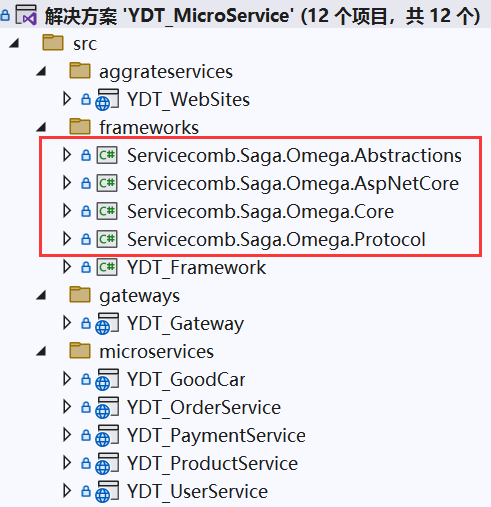 解决方案 'YDT_MicroService' (12 个项目，共 12 个)
src
aggrateservices
YDT_WebSites
frameworks
C# Servicecomb.Saga.Omega.Abstractions
C# Servicecomb.Saga.Omega.AspNetCore
C# Servicecomb.Saga.Omega.Core
C# Servicecomb.Saga.Omega.Protocol
C# YDT_Framework
gateways
YDT_Gateway
microservices
YDT_GoodCar
YDT_OrderService
YDT_PaymentService
YDT_ProductService
YDT_UserService